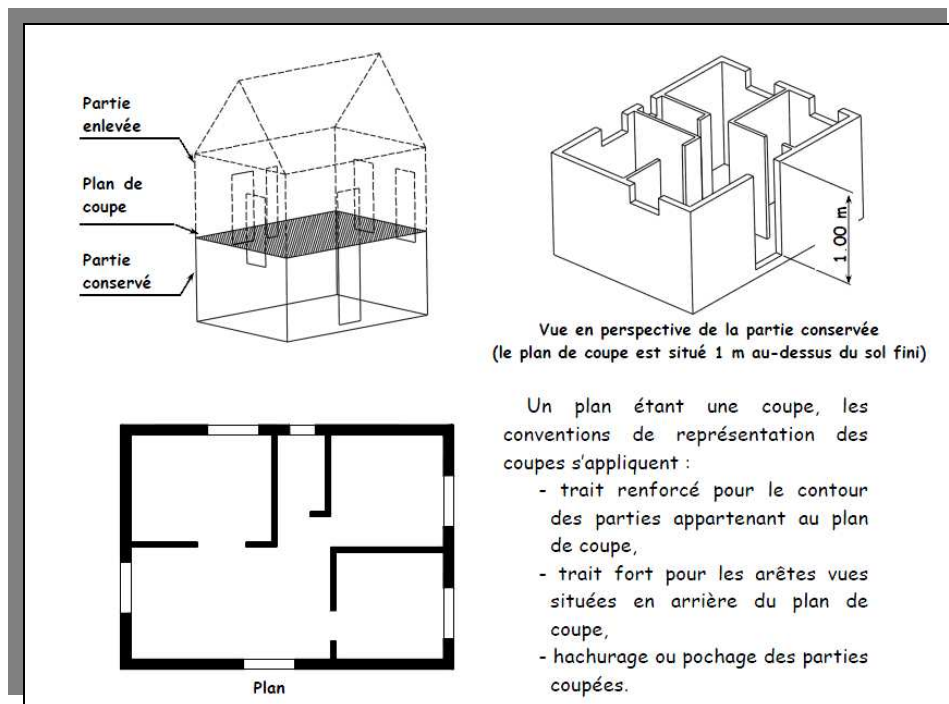 Partie
enlevée
Plan de
coupe
Partie
conservé
1.00 m
Vue en perspective de la partie conservée
(le plan de coupe est situé 1 m au-dessus du sol fini)
Un plan étant une coupe, les
conventions de représentation des
coupes s'appliquent :
- trait renforcé pour le contour
des parties appartenant au plan
de coupe,
- trait fort pour les arêtes vues
situées en arrière du plan de
coupe,
- hachurage ou pochage des parties
coupées.
Plan